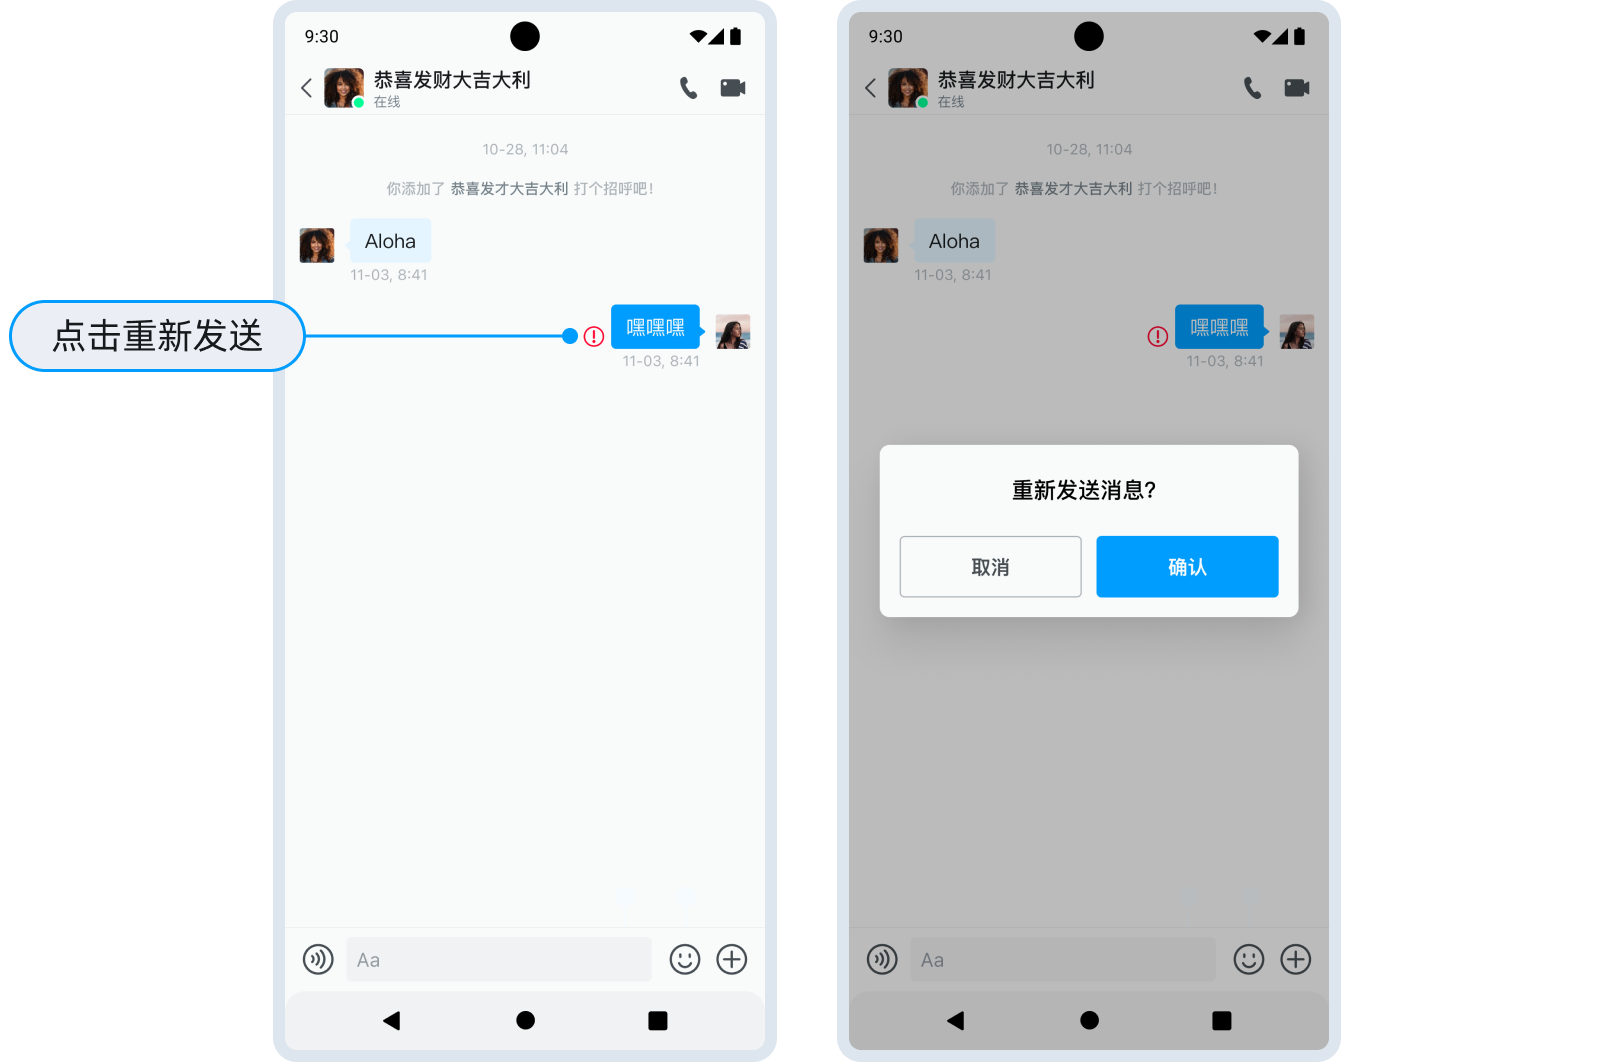 9:30
恭喜发财大吉大利
在线
10-28, 11:04
你添加了 恭喜发才大吉大利 打个招呼吧!
Aloha
11-03, 8:41
点击重新发送
嘿嘿嘿
11-03, 8:41
Aa
9:30
恭喜发财大吉大利
在线
10-28, 11:04
你添加了 恭喜发才大吉大利 打个招呼吧!
Aloha
11-03, 8:41
嘿嘿嘿
11-03, 8:41
重新发送消息?
取消
确认
Aa